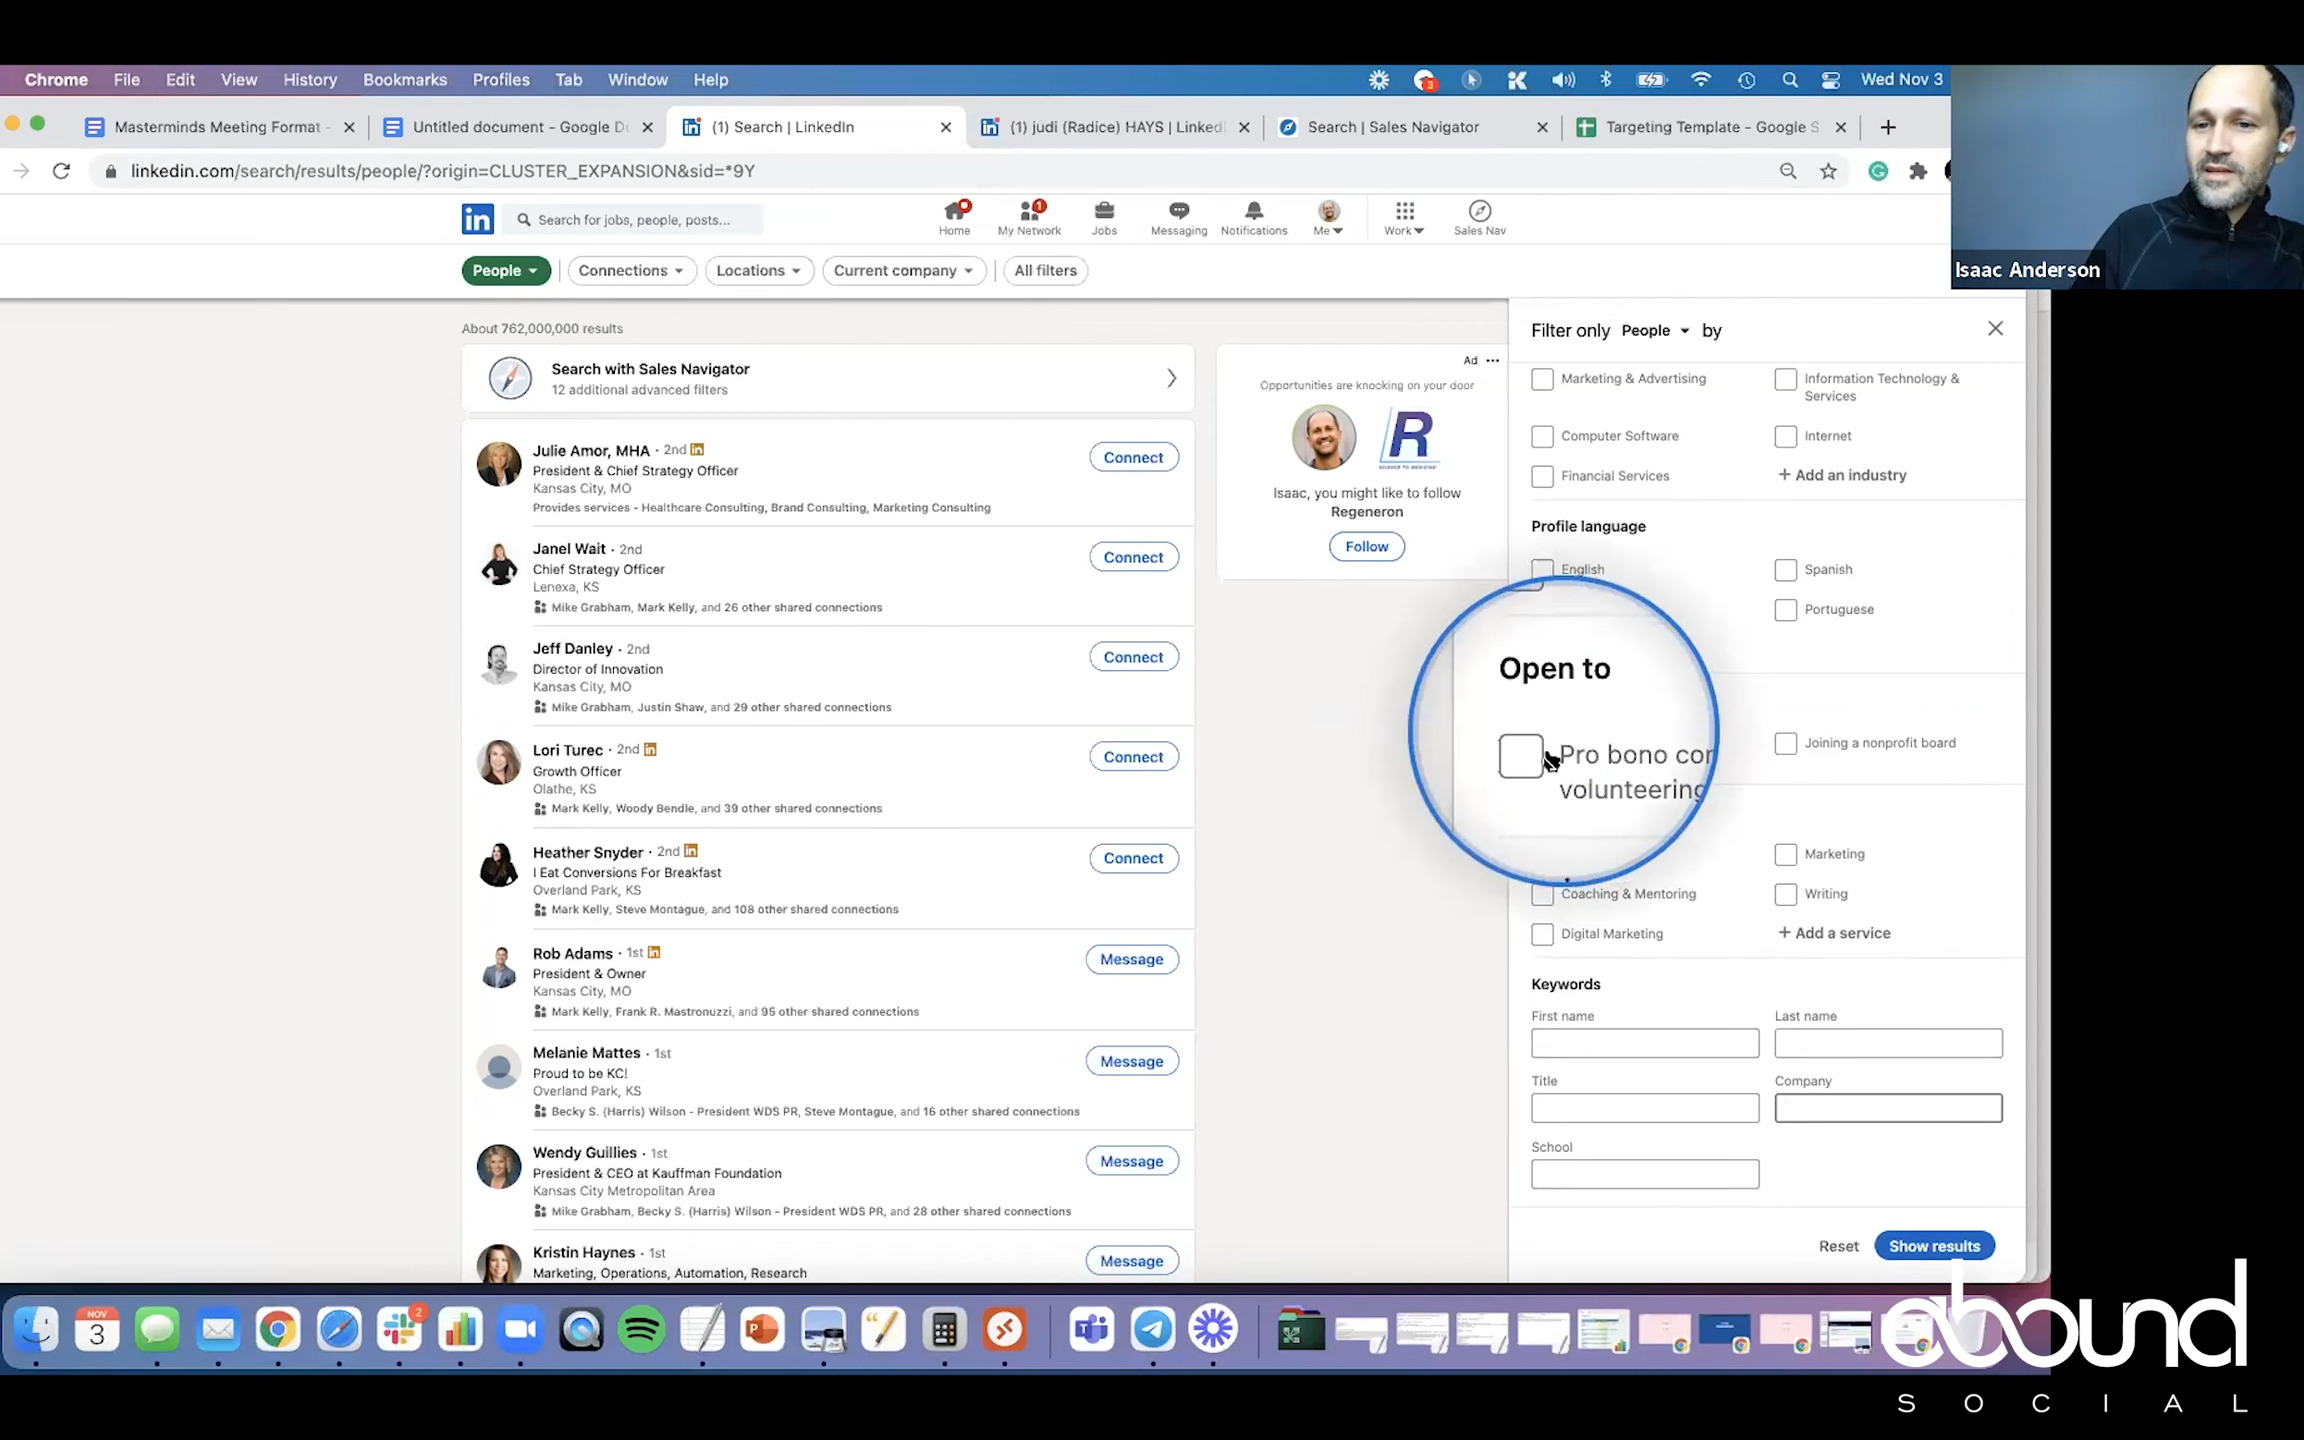 Chrome File Edit View History Bookmarks Profiles Tab Window Help
Wed Nov 3
Masterminds Meeting Format -
Untitled document - Google D
(1) Search | LinkedIn
(1) judi (Radice) HAYS | Linked
Search | Sales Navigator
Targeting Template - Google S
linkedin.com/search/results/people/?origin=CLUSTER_EXPANSION&sid=*9Y
Isaac Anderson
in
Search for jobs, people, posts...
Home
My Network
1
Jobs
Messaging
Notifications
Me
Work
Sales Nav
People
Connections
Locations
Current company
All filters
About 762,000,000 results
Search with Sales Navigator
12 additional advanced filters
Julie Amor, MHA · 2nd in
President & Chief Strategy Officer
Kansas City, MO
Provides services - Healthcare Consulting, Brand Consulting, Marketing Consulting
Connect
Janel Wait · 2nd
Chief Strategy Officer
Lenexa, KS
Mike Grabham, Mark Kelly, and 26 other shared connections
Connect
Jeff Danley · 2nd
Director of Innovation
Kansas City, MO
Mike Grabham, Justin Shaw, and 29 other shared connections
Connect
Lori Turec · 2nd in
Growth Officer
Olathe, KS
Mark Kelly, Woody Bendle, and 39 other shared connections
Connect
Heather Snyder · 2nd in
I Eat Conversions For Breakfast
Overland Park, KS
Mark Kelly, Steve Montague, and 108 other shared connections
Connect
Rob Adams · 1st in
President & Owner
Kansas City, MO
Mark Kelly, Frank R. Mastronuzzi, and 95 other shared connections
Message
Melanie Mattes · 1st
Proud to be KC!
Overland Park, KS
Becky S. (Harris) Wilson - President WDS PR, Steve Montague, and 16 other shared connections
Message
Wendy Guillies · 1st
President & CEO at Kauffman Foundation
Kansas City Metropolitan Area
Mike Grabham, Becky S. (Harris) Wilson - President WDS PR, and 28 other shared connections
Message
Kristin Haynes · 1st
Marketing, Operations, Automation, Research
Message
Ad ···
Opportunities are knocking on your door
R
Isaac, you might like to follow
Regeneron
Follow
Filter only People by
Marketing & Advertising
Information Technology &
Services
Computer Software
Internet
Financial Services
+ Add an industry
Profile language
English
Spanish
Portuguese
Open to
Pro bono con
volunteering
Joining a nonprofit board
Marketing
Coaching & Mentoring
Writing
Digital Marketing
+ Add a service
Keywords
First name
Last name
Title
Company
School
Reset
Show results
NOV
3
2
abound
SOCIAL